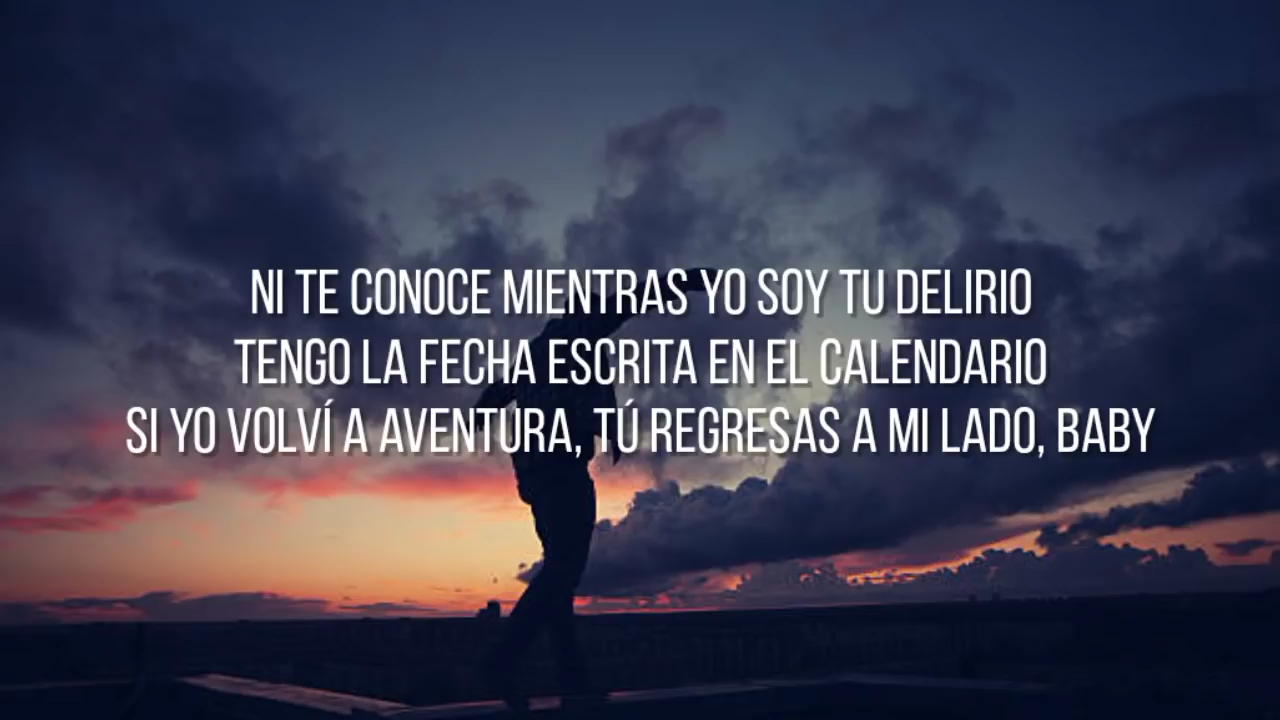 NI TE CONOCE MIENTRAS YO SOY TU DELIRIO
TENGO LA FECHA ESCRITA EN EL CALENDARIO
SI YO VOLVÍ A AVENTURA, TÚ REGRESAS A MI LADO, BABY